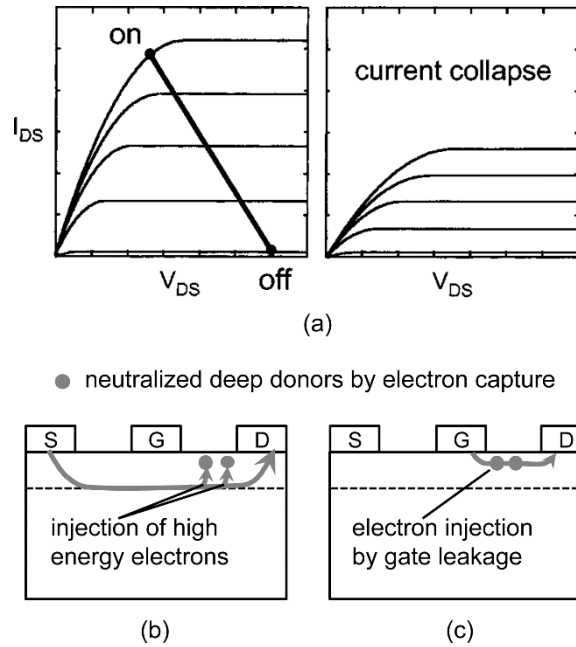 on
current collapse
I_DS
V_DS
off
V_DS
(a)
neutralized deep donors by electron capture
S G D
S G D
injection of high
energy electrons
electron injection
by gate leakage
(b)
(c)